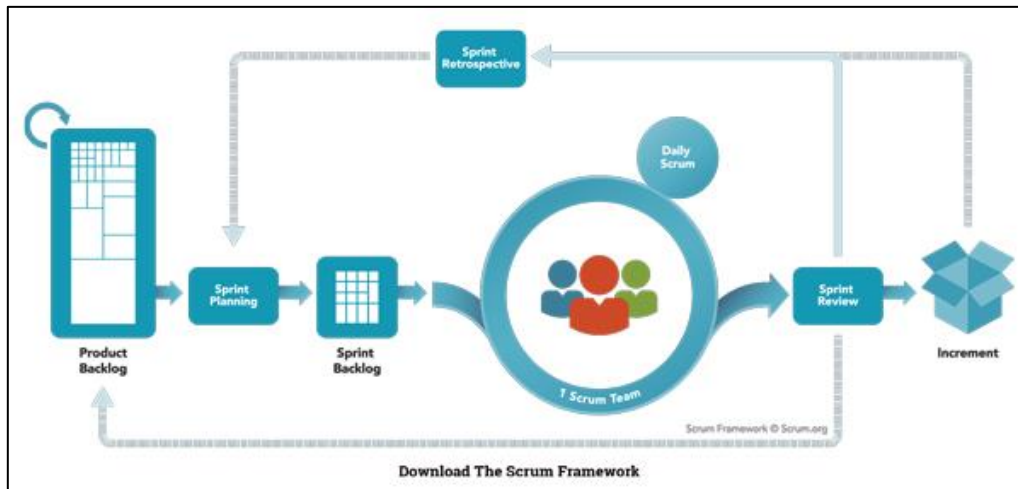 Sprint
Retrospective
Daily
Scrum
Sprint
Planning
Sprint
Review
Product
Backlog
Sprint
Backlog
Increment
1 Scrum Team
Scrum Framework © Scrum.org
Download The Scrum Framework